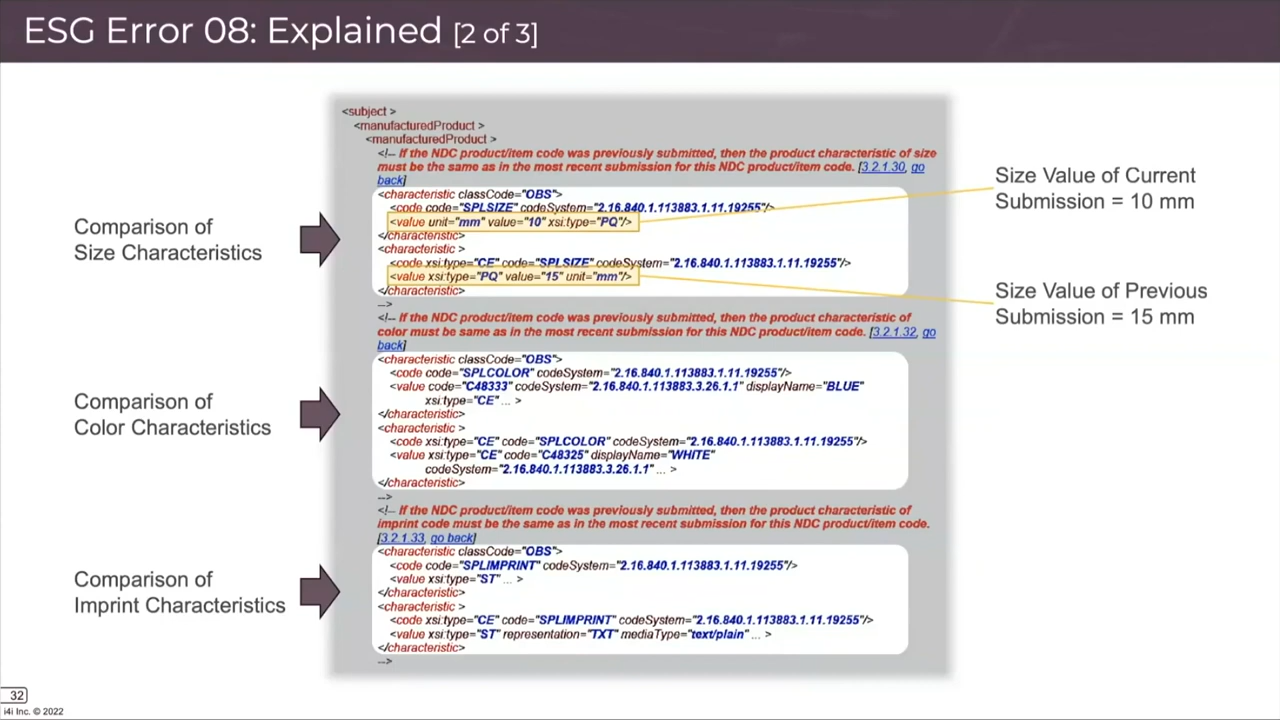 ESG Error 08: Explained [2 of 3]
<subject >
<manufacturedProduct >
<manufacturedProduct >
<!-- If the NDC product/item code was previously submitted, then the product characteristic of size
must be the same as in the most recent submission for this NDC product/item code. [3.2.1.30, go
back]
<characteristic classCode="OBS">
<code code="SPLSIZE" codeSystem="2.16.840.1.113883.1.11.19255"/>
<value unit="mm" value="10" xsi:type="PQ"/>
</characteristic>
<characteristic >
<code xsi:type="CE" code="SPLSIZE" codeSystem="2.16.840.1.113883.1.11.19255"/>
<value xsi:type="PQ" value="15" unit="mm"/>
</characteristic>
-->
Comparison of
Size Characteristics
Size Value of Current
Submission = 10 mm
Size Value of Previous
Submission = 15 mm
<!-- If the NDC product/item code was previously submitted, then the product characteristic of
color must be same as in the most recent submission for this NDC product/item code. [3.2.1.32, go
back]
<characteristic classCode="OBS">
<code code="SPLCOLOR" codeSystem="2.16.840.1.113883.1.11.19255"/>
<value code="C48333" codeSystem="2.16.840.1.113883.3.26.1.1" displayName="BLUE"
xsi:type="CE" ... >
</characteristic>
<characteristic >
<code xsi:type="CE" code="SPLCOLOR" codeSystem="2.16.840.1.113883.1.11.19255"/>
<value xsi:type="CE" code="C48325" displayName="WHITE"
codeSystem="2.16.840.1.113883.3.26.1.1" ... >
</characteristic>
-->
Comparison of
Color Characteristics
<!-- If the NDC product/item code was previously submitted, then the product characteristic of
imprint code must be the same as in the most recent submission for this NDC product/item code.
[3.2.1.33, go back]
<characteristic classCode="OBS">
<code code="SPLIMPRINT" codeSystem="2.16.840.1.113883.1.11.19255"/>
<value xsi:type="ST" ... >
</characteristic>
<characteristic >
<code xsi:type="CE" code="SPLIMPRINT" codeSystem="2.16.840.1.113883.1.11.19255"/>
<value xsi:type="ST" representation="TXT" mediaType="text/plain" ... >
</characteristic>
-->
Comparison of
Imprint Characteristics
32
i4i Inc. © 2022